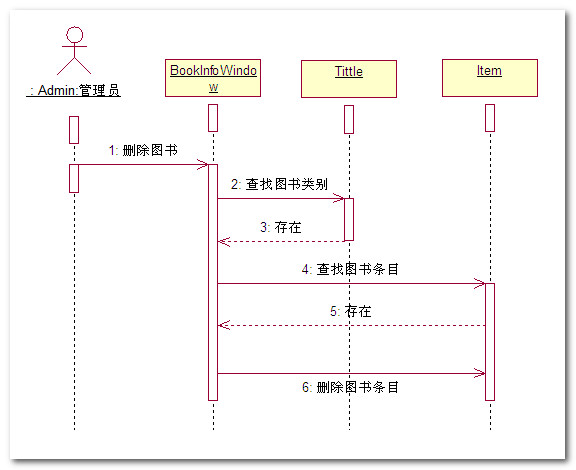 : Admin:管理员
BookInfoWindo
w
Tittle
Item
1: 删除图书
2: 查找图书类别
3: 存在
4: 查找图书条目
5: 存在
6: 删除图书条目